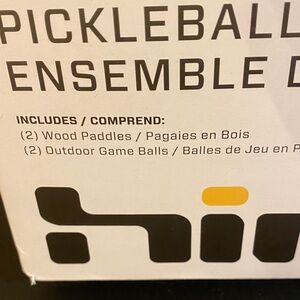 PICKLEBALL
ENSEMBLE D
INCLUDES / COMPREND:
(2) Wood Paddles / Pagaies en Bois
(2) Outdoor Game Balls / Balles de Jeu en P